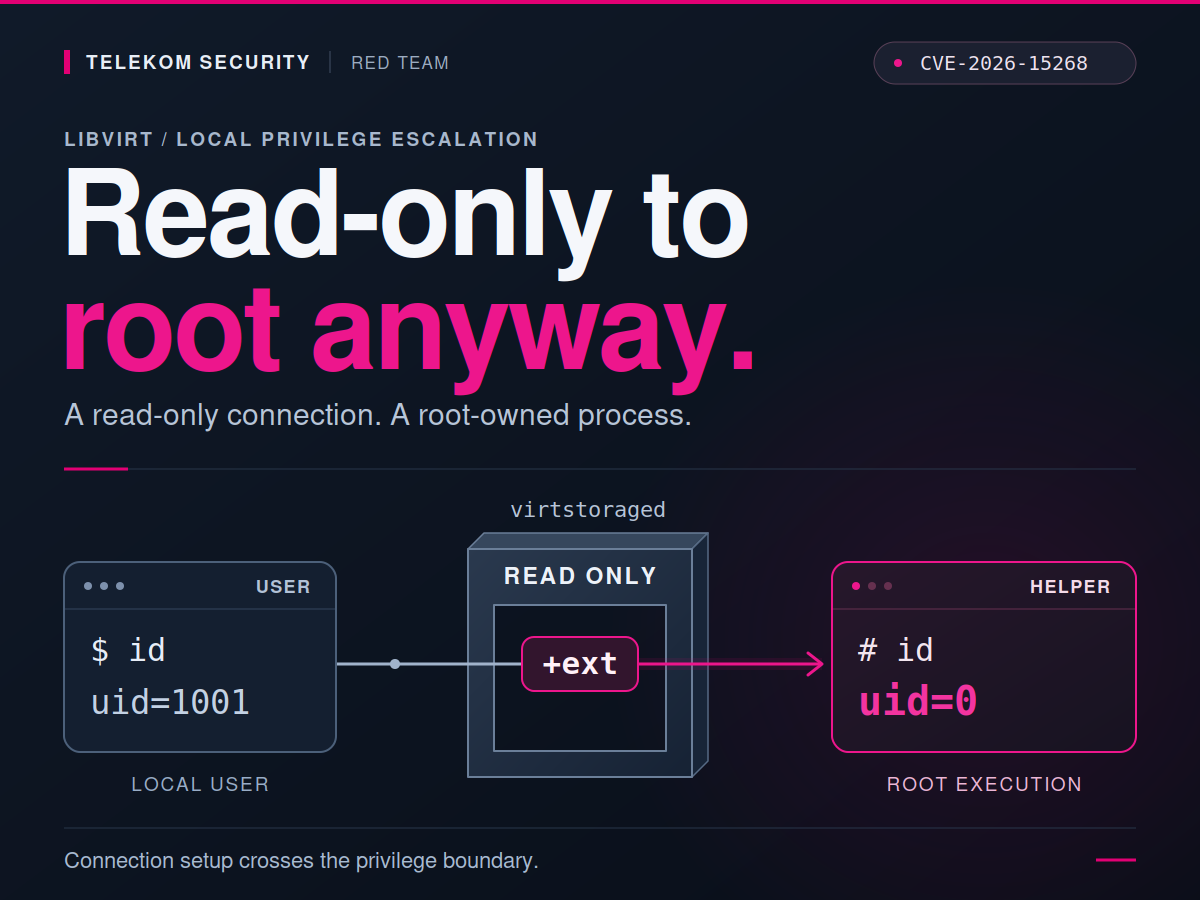 TELEKOM SECURITY | RED TEAM
CVE-2026-15268
LIBVIRT / LOCAL PRIVILEGE ESCALATION
Read-only to
root anyway.
A read-only connection. A root-owned process.
virtstoraged
USER
$ id
uid=1001
LOCAL USER
READ ONLY
+ext
HELPER
# id
uid=0
ROOT EXECUTION
Connection setup crosses the privilege boundary.